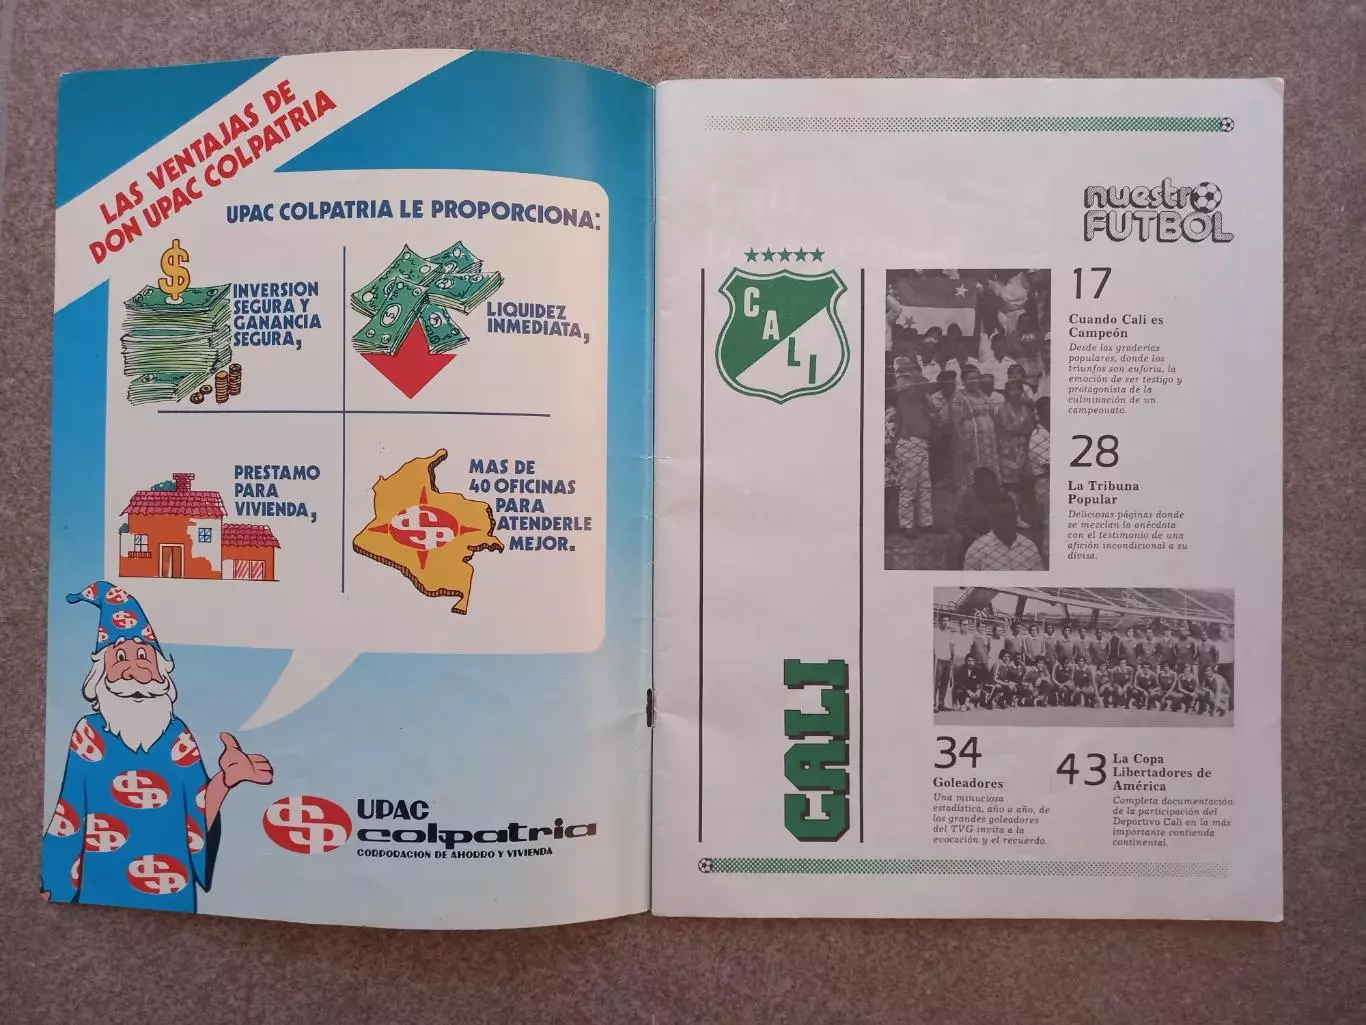 LAS VENTAJAS DE
DON UPAC COLPATRIA
UPAC COLPATRIA LE PROPORCIONA:
INVERSION
SEGURA Y
GANANCIA
SEGURA,
LIQUIDEZ
INMEDIATA,
PRESTAMO
PARA
VIVIENDA,
MAS DE
40 OFICINAS
PARA
ATENDERLE
MEJOR.
UPAC
colpatria
CORPORACION DE AHORRO Y VIVIENDA
nuestro
FUTBOL
CALI
CALI
17
Cuando Cali es
Campeón
Desde las graderías
populares, donde los
triunfos son euforia, la
emoción de ser testigo y
protagonista de la
culminación de un
campeonato.
28
La Tribuna
Popular
Deliciosas páginas donde
se mezclan la anécdota
con el testimonio de una
afición incondicional a su
divisa.
34
Goleadores
Una minuciosa
estadística, año a año, de
los grandes goleadores
del TVG invita a la
evocación y el recuerdo.
43
La Copa
Libertadores de
América
Completa documentación
de la participación del
Deportivo Cali en la más
importante contienda
continental.